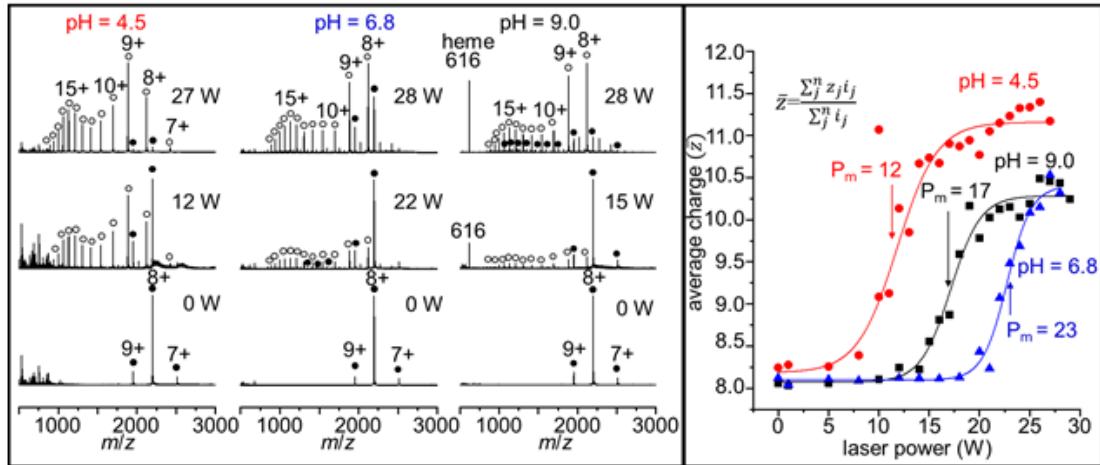 pH = 4.5
pH = 6.8
pH = 9.0
9+
15+
10+
8+
7+
27 W
9+
8+
15+
10+
28 W
heme
616
9+
8+
15+
10+
28 W
12 W
22 W
616
15 W
8+
9+
7+
0 W
8+
9+
7+
0 W
8+
9+
7+
0 W
500 1000 2000 3000
1000 2000 3000
1000 2000 3000
m/z
m/z
m/z
12.0
11.5
11.0
10.5
10.0
9.5
9.0
8.5
8.0
average charge (z̄)
z̄=∑ⱼⁿ zⱼiⱼ / ∑ⱼⁿ iⱼ
pH = 4.5
Pₘ = 12
Pₘ = 17
pH = 9.0
pH = 6.8
Pₘ = 23
0 5 10 15 20 25 30
laser power (W)